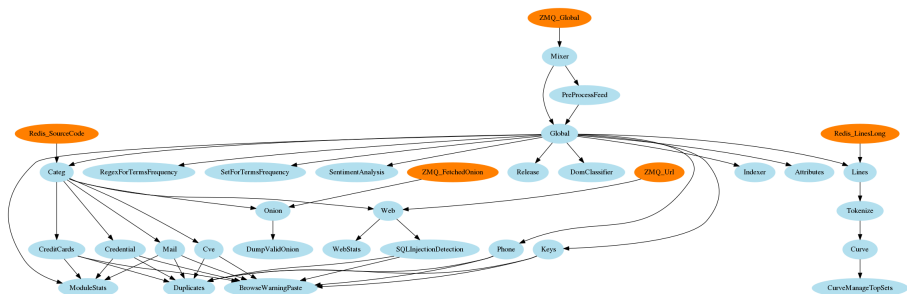 ZMQ_Global
Mixer
PreProcessFeed
Redis_SourceCode
Global
Redis_LinesLong
Categ
RegexForTermsFrequency
SetForTermsFrequency
SentimentAnalysis
ZMQ_FetchedOnion
Release
DomClassifier
ZMQ_Url
Indexer
Attributes
Lines
Onion
Web
Tokenize
CreditCards
Credential
Mail
Cve
DumpValidOnion
WebStats
SQLInjectionDetection
Phone
Keys
Curve
ModuleStats
Duplicates
BrowseWarningPaste
CurveManageTopSets